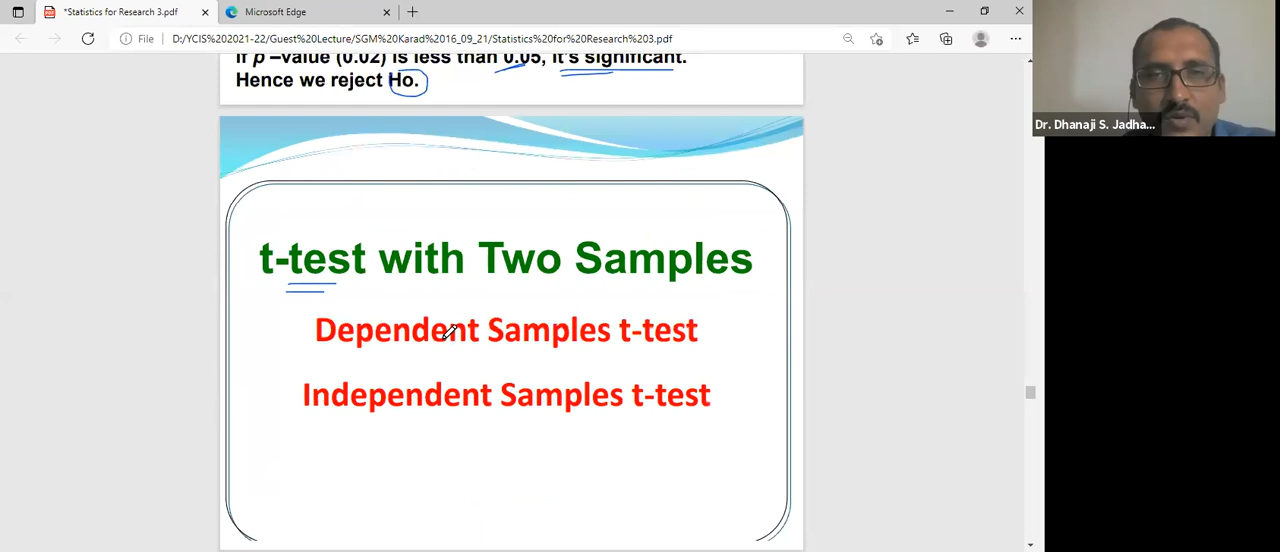 *Statistics for Research 3.pdf
Microsoft Edge
File
D:/YCIS%202021-22/Guest%20Lecture/SGM%20Karad%2016_09_21/Statistics%20for%20Research%203.pdf
If p –value (0.02) is less than 0.05, it's significant.
Hence we reject Ho.
Dr. Dhanaji S. Jadha...
t-test with Two Samples
Dependent Samples t-test
Independent Samples t-test